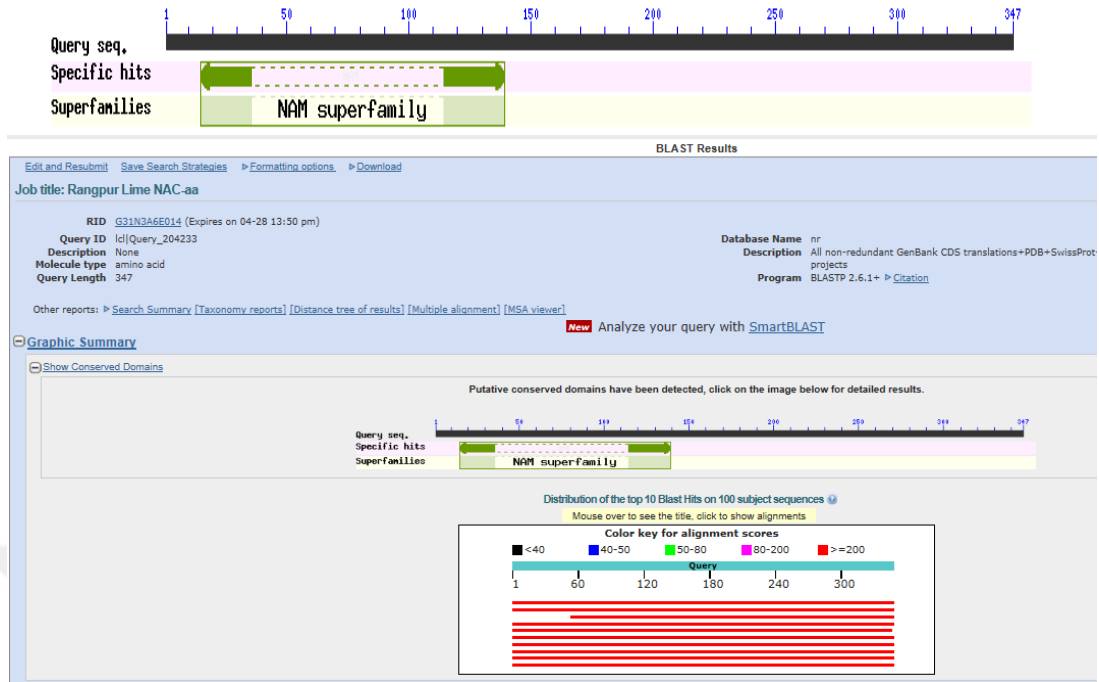 1 50 100 150 200 250 300 347
Query seq.
Specific hits
Superfamilies NAM superfamily
BLAST Results
Edit and Resubmit Save Search Strategies Formatting options Download
Job title: Rangpur Lime NAC-aa
RID G31N3A6E014 (Expires on 04-28 13:50 pm)
Query ID lcl|Query_204233
Description None
Molecule type amino acid
Query Length 347
Database Name nr
Description All non-redundant GenBank CDS translations+PDB+SwissProt+
projects
Program BLASTP 2.6.1+ Citation
Other reports: Search Summary [Taxonomy reports] [Distance tree of results] [Multiple alignment] [MSA viewer]
New Analyze your query with SmartBLAST
Graphic Summary
Show Conserved Domains
Putative conserved domains have been detected, click on the image below for detailed results.
1 50 100 150 200 250 300 347
Query seq.
Specific hits
Superfamilies NAM superfamily
Distribution of the top 10 Blast Hits on 100 subject sequences
Mouse over to see the title, click to show alignments
Color key for alignment scores
<40 40-50 50-80 80-200 >=200
Query
1 60 120 180 240 300